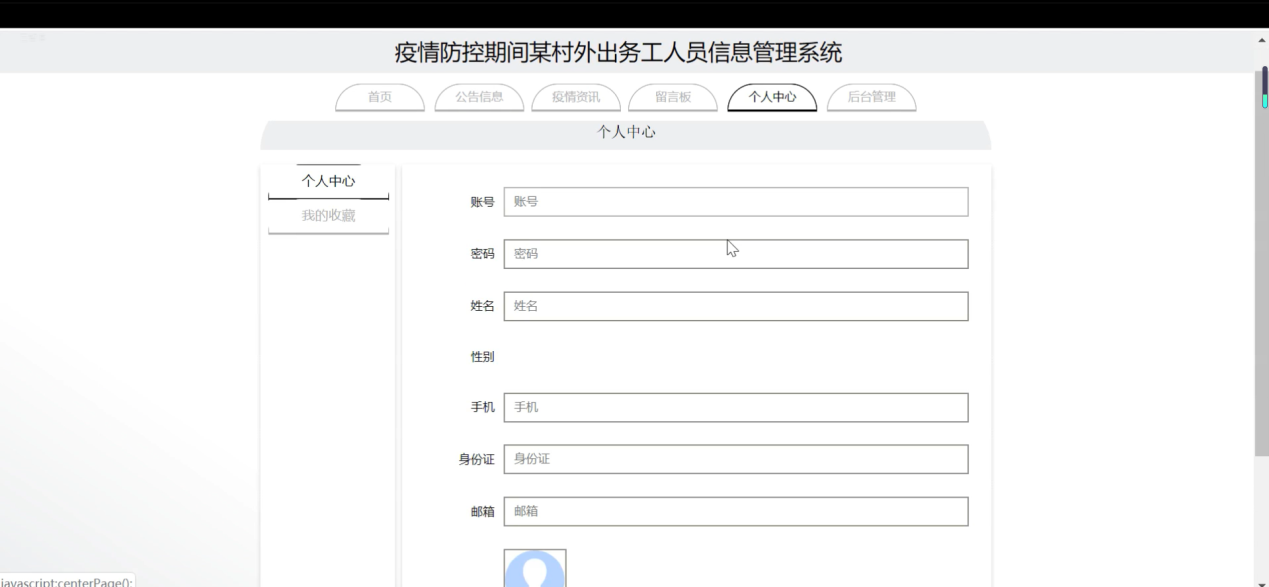 疫情防控期间某村外出务工人员信息管理系统
首页 公告信息 疫情资讯 留言板 个人中心 后台管理
个人中心
个人中心
我的收藏
账号 账号
密码 密码
姓名 姓名
性别
手机 手机
身份证 身份证
邮箱 邮箱
javascript:centerPage();